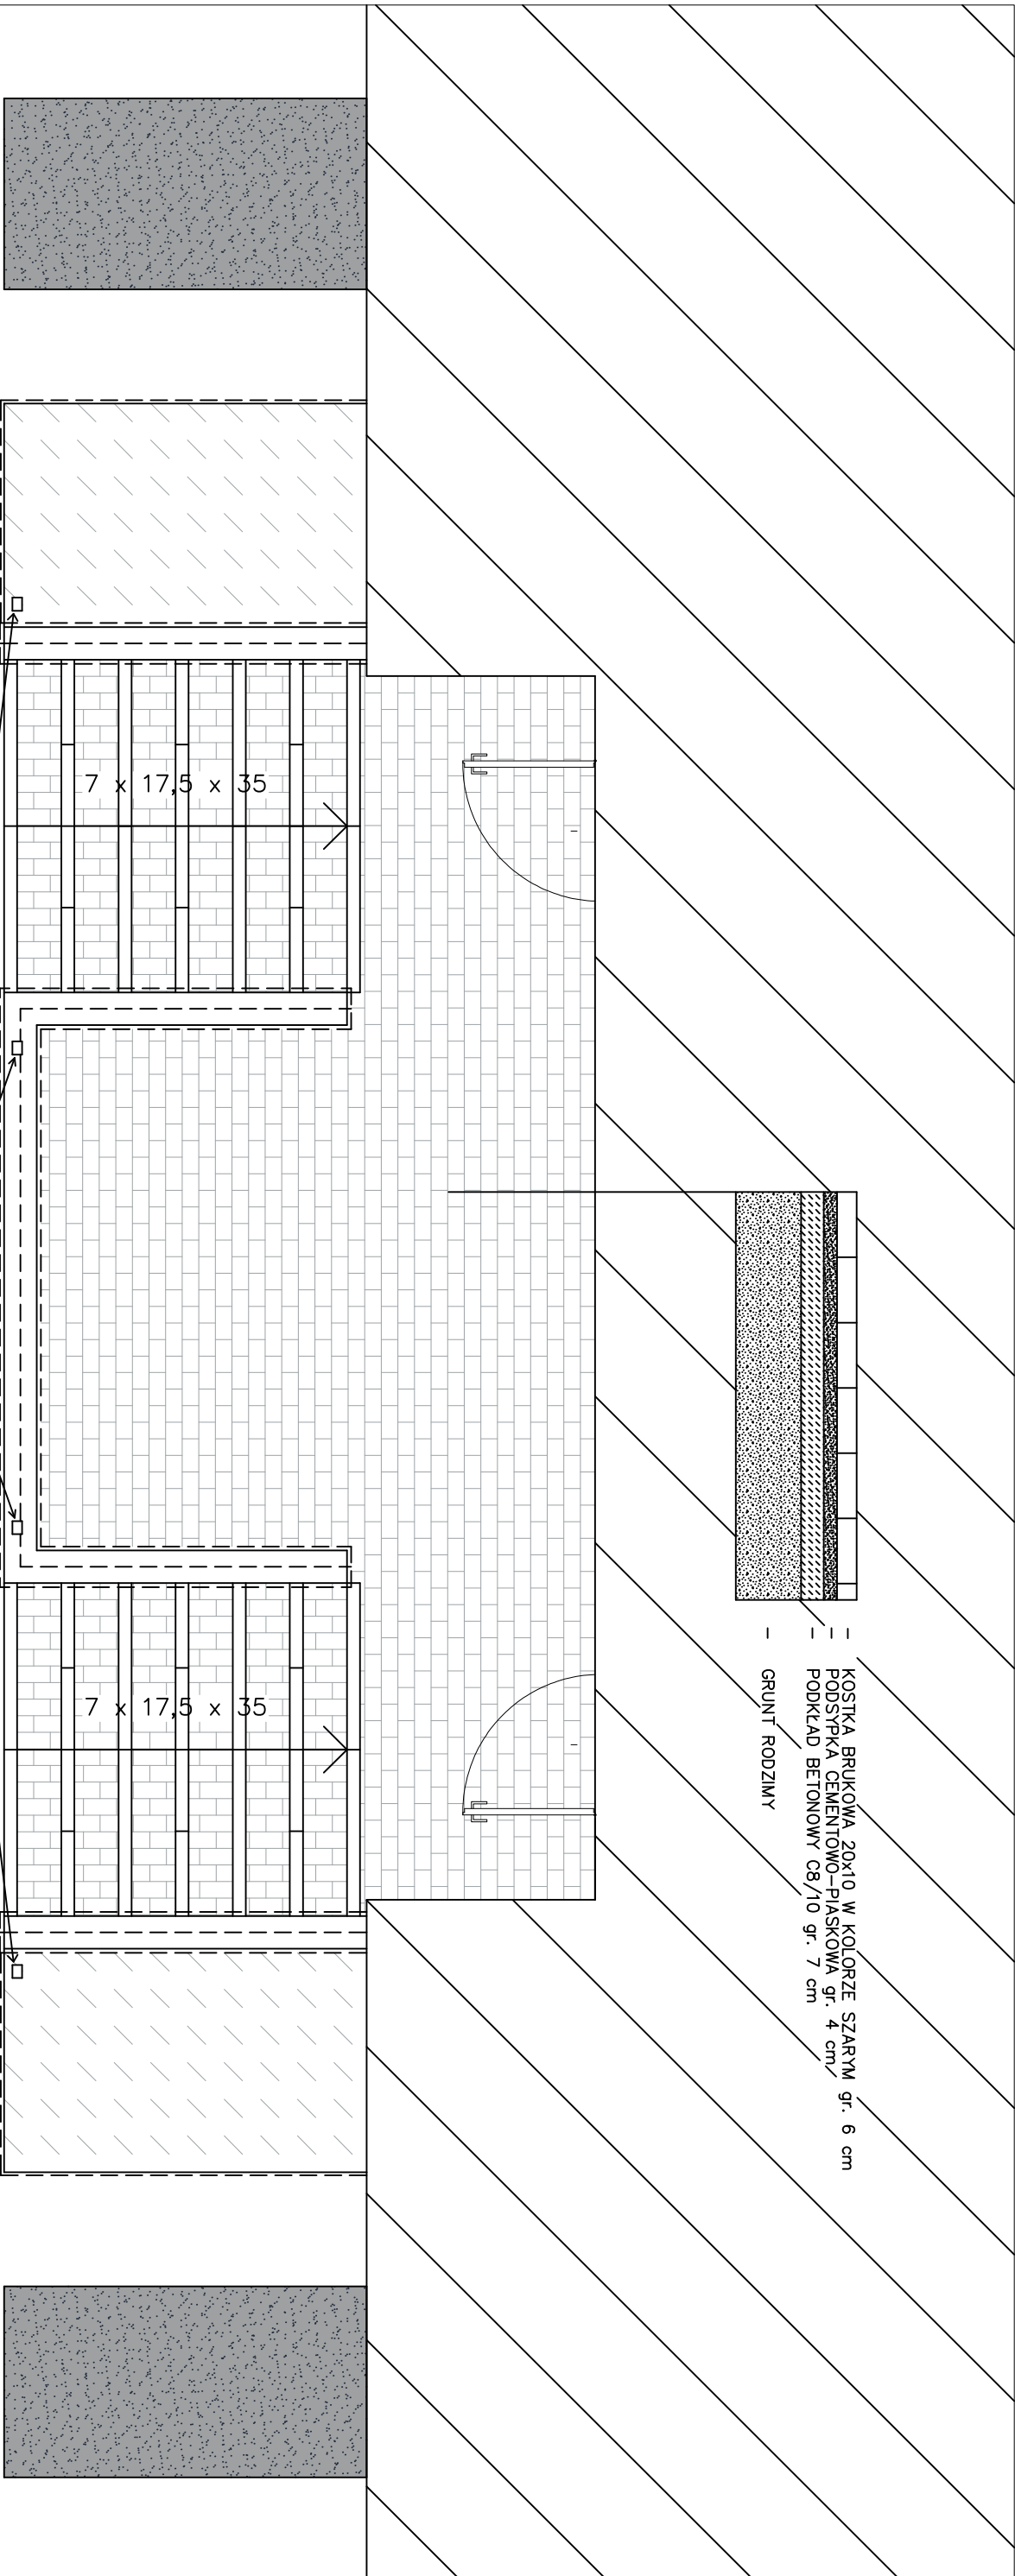 7 x 17,5 x 35
7 x 17,5 x 35
- KOSTKA BRUKOWA 20x10 W KOLORZE SZARYM gr. 6 cm
- PODSYPKA CEMENTOWO-PIASKOWA gr. 4 cm
- PODKŁAD BETONOWY C8/10 gr. 7 cm
- GRUNT RODZIMY